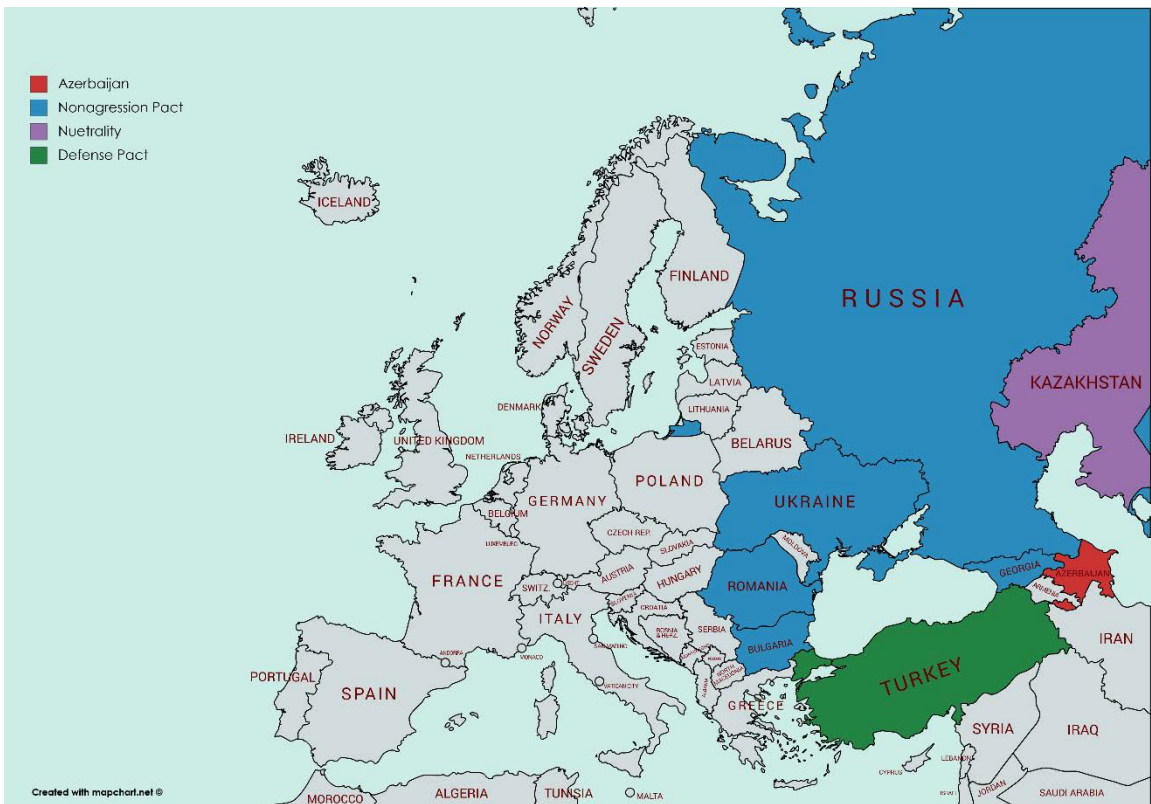 Azerbaijan
Nonagression Pact
Nuetrality
Defense Pact
ICELAND
NORWAY
SWEDEN
FINLAND
RUSSIA
ESTONIA
LATVIA
LITHUANIA
DENMARK
KAZAKHSTAN
IRELAND
UNITED KINGDOM
NETHERLANDS
BELARUS
POLAND
GERMANY
BELGIUM
UKRAINE
CZECH REP.
SLOVAKIA
MOLDOVA
FRANCE
SWITZ.
AUSTRIA
HUNGARY
ROMANIA
GEORGIA
AZERBAIJAN
ARMENIA
SLOVENIA
CROATIA
ITALY
BOSNIA
& HERZ.
SERBIA
SAN MARINO
BULGARIA
IRAN
ANDORRA
MONACO
NORTH
MACEDONIA
PORTUGAL
SPAIN
VATICAN CITY
TURKEY
GREECE
SYRIA
IRAQ
LEBANON
CYPRUS
JORDAN
SAUDI ARABIA
MOROCCO
ALGERIA
TUNISIA
MALTA
Created with mapchart.net ©